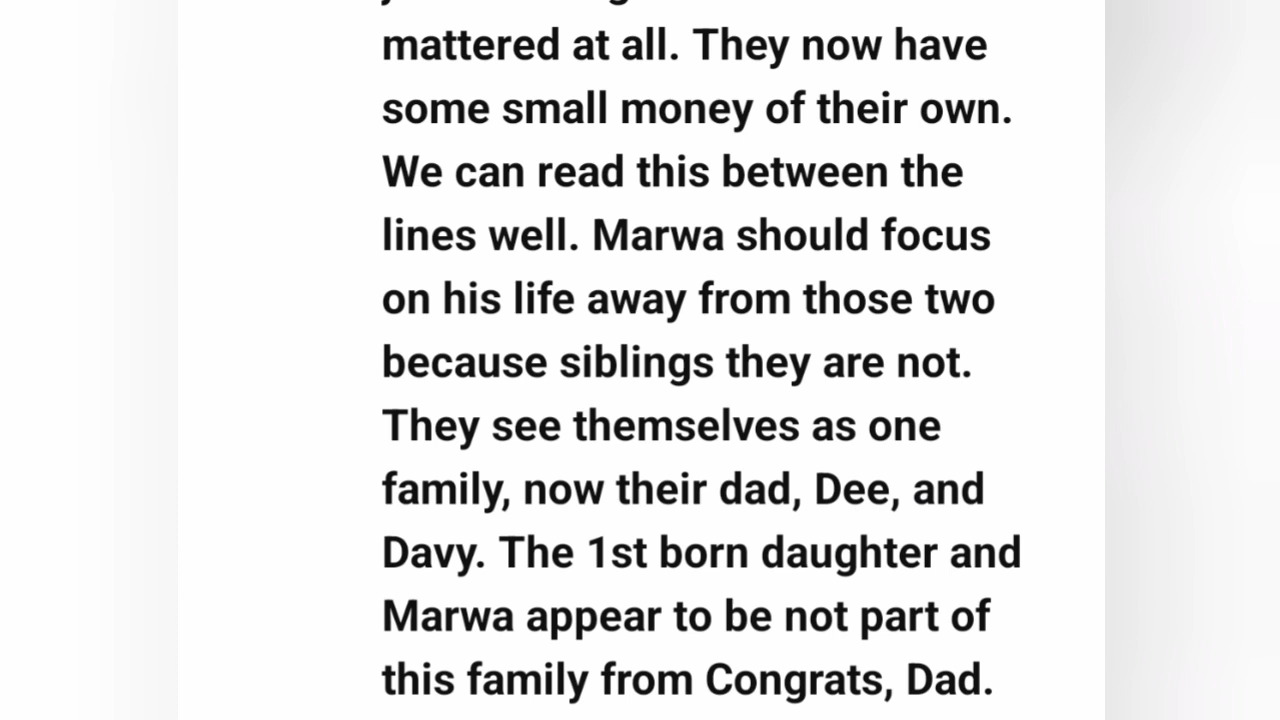 mattered at all. They now have
some small money of their own.
We can read this between the
lines well. Marwa should focus
on his life away from those two
because siblings they are not.
They see themselves as one
family, now their dad, Dee, and
Davy. The 1st born daughter and
Marwa appear to be not part of
this family from Congrats, Dad.